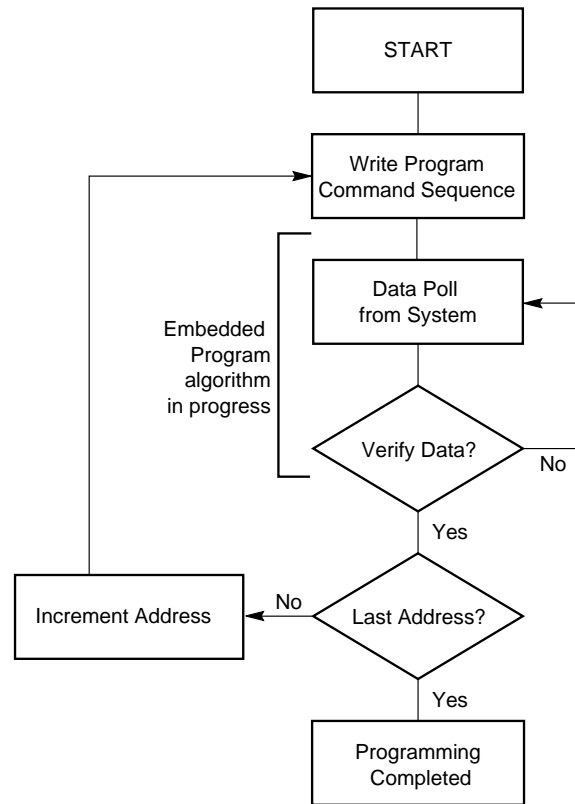 START
Write Program
Command Sequence
Data Poll
from System
Embedded
Program
algorithm
in progress
Verify Data?
No
Yes
Last Address?
No
Increment Address
Yes
Programming
Completed